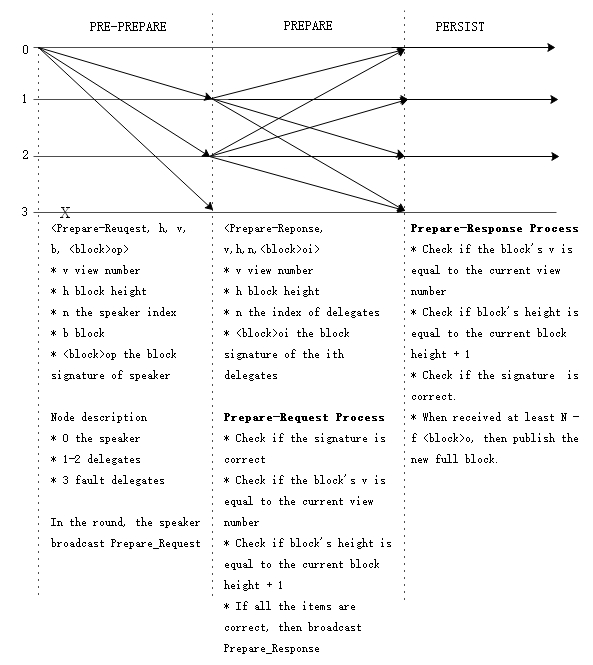 PRE-PREPARE
PREPARE
PERSIST
0
1
2
3
X
<Prepare-Reuqest, h, v,
b, <block>op>
* v view number
* h block height
* n the speaker index
* b block
* <block>op the block
signature of speaker
Node description
* 0 the speaker
* 1-2 delegates
* 3 fault delegates
In the round, the speaker
broadcast Prepare_Request
<Prepare-Reponse,
v,h,n,<block>oi>
* v view number
* h block height
* n the index of delegates
* <block>oi the block
signature of the ith
delegates
Prepare-Request Process
* Check if the signature is
correct
* Check if the block's v is
equal to the current view
number
* Check if block's height is
equal to the current block
height + 1
* If all the items are
correct, then broadcast
Prepare_Response
Prepare-Response Process
* Check if the block's v is
equal to the current view
number
* Check if block's height is
equal to the current block
height + 1
* Check if the signature is
correct.
* When received at least N -
f <block>o, then publish the
new full block.